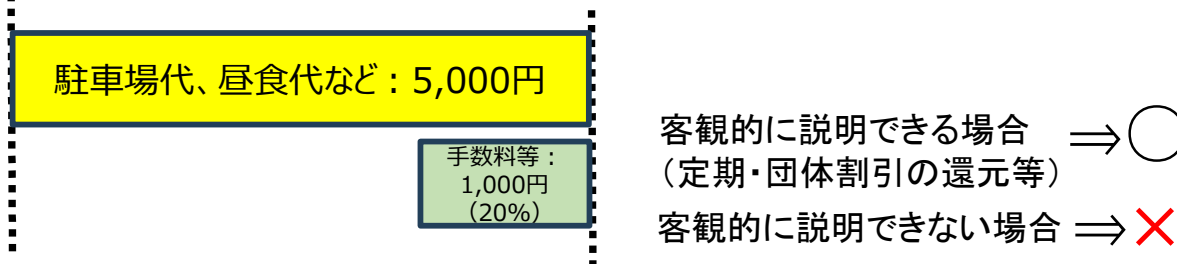 駐車場代、昼食代など：5,000円
手数料等：
1,000円
（20％）
客観的に説明できる場合 ⇒○
（定期・団体割引の還元等）
客観的に説明できない場合 ⇒×